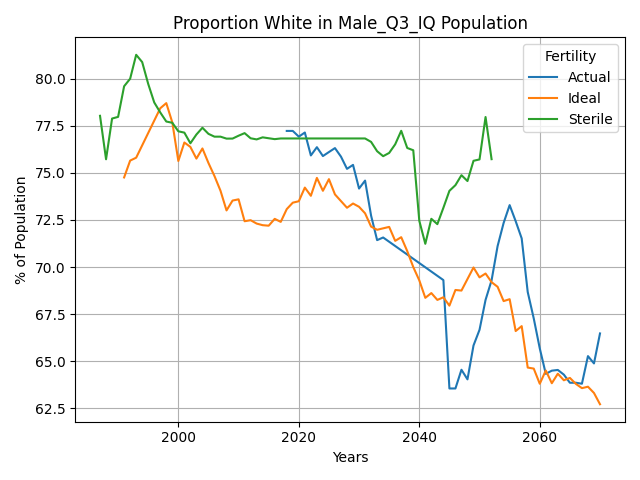 Proportion White in Male_Q3_IQ Population
% of Population
80.0
77.5
75.0
72.5
70.0
67.5
65.0
62.5
Fertility
Actual
Ideal
Sterile
2000
2020
2040
2060
Years